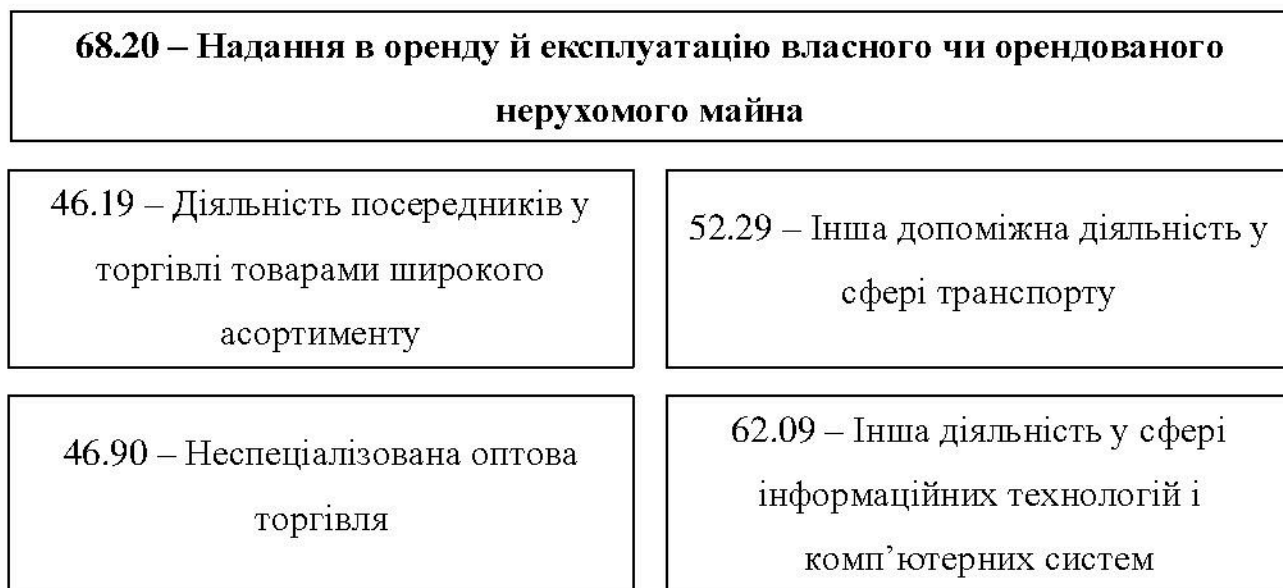 68.20 – Надання в оренду й експлуатацію власного чи орендованого
нерухомого майна
46.19 – Діяльність посередників у
торгівлі товарами широкого
асортименту
52.29 – Інша допоміжна діяльність у
сфері транспорту
46.90 – Неспеціалізована оптова
торгівля
62.09 – Інша діяльність у сфері
інформаційних технологій і
комп’ютерних систем